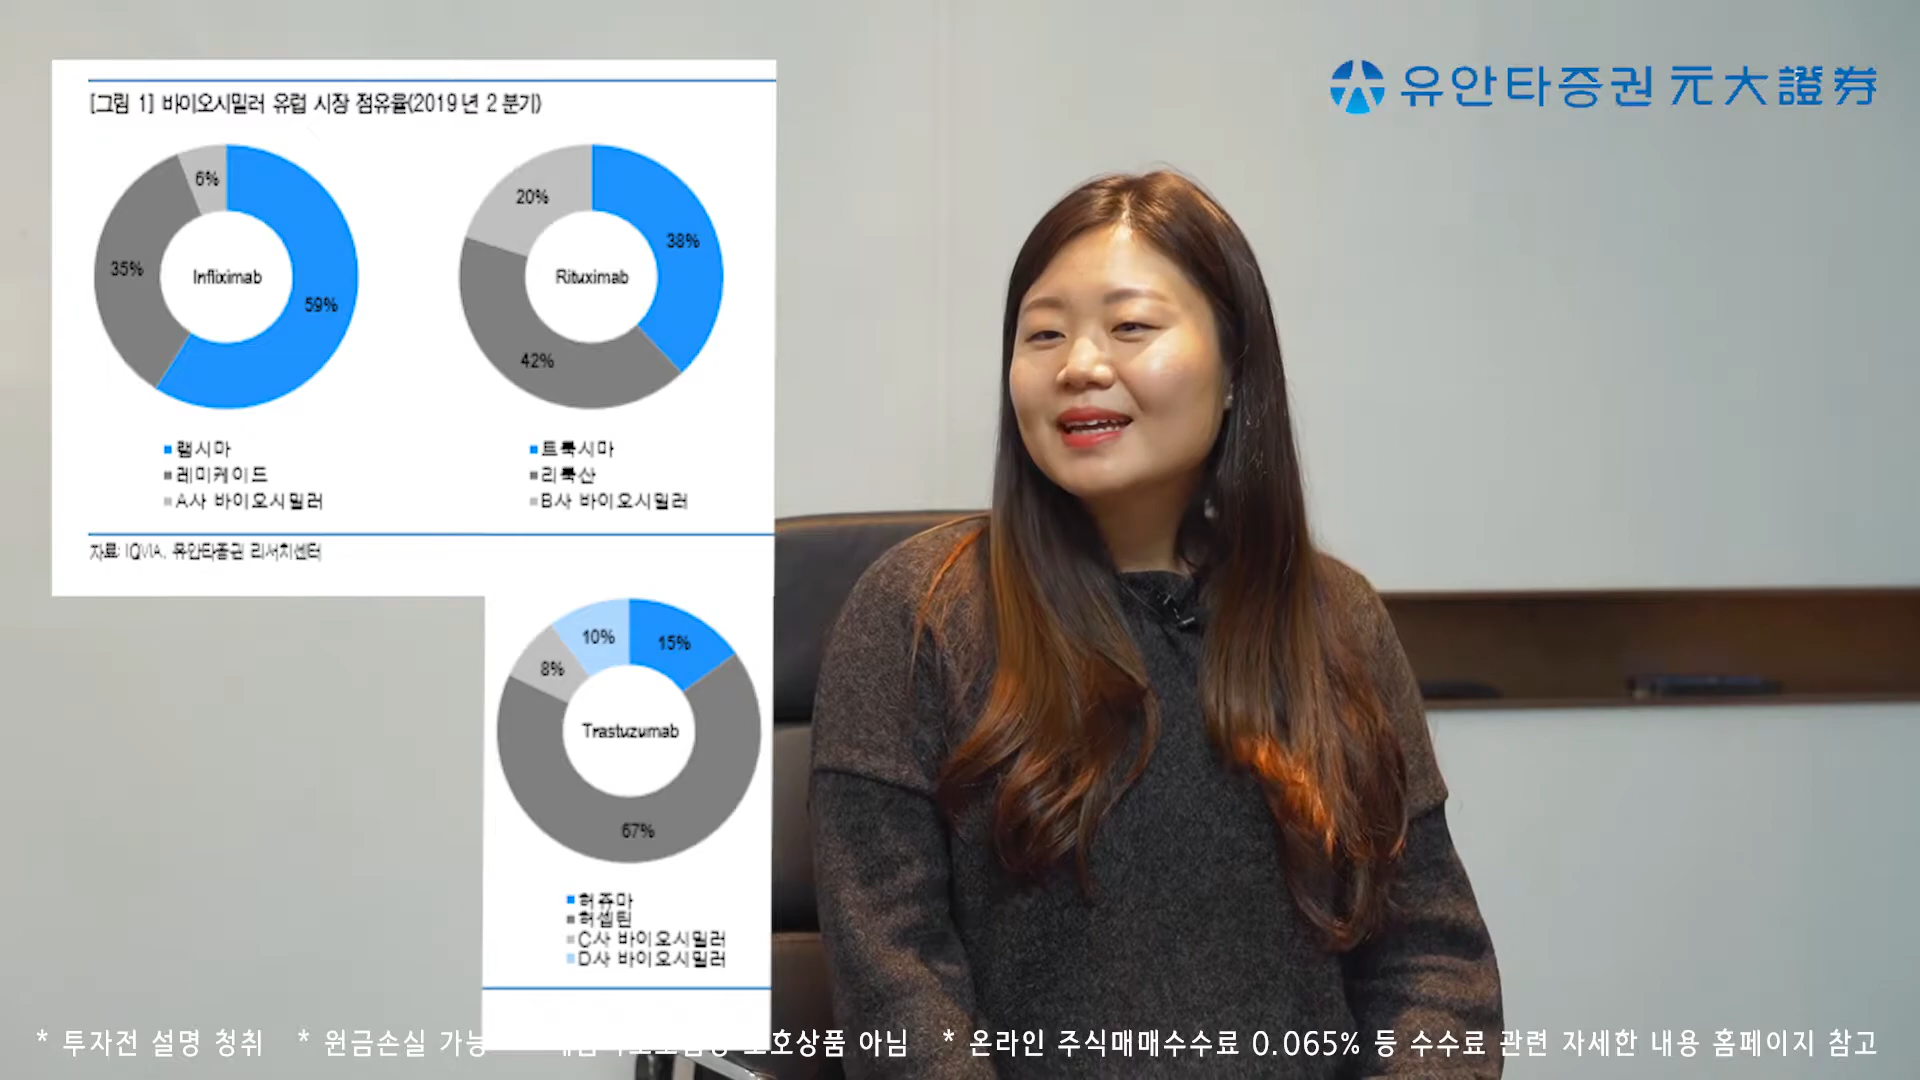 유안타증권 元大證券
[그림 1] 바이오시밀러 유럽 시장 점유율(2019년 2분기)
6%
35%
59%
Infliximab
20%
38%
42%
Rituximab
램시마
레미케이드
A사 바이오시밀러
트룩시마
리툭산
B사 바이오시밀러
자료: IQVIA, 유안타증권 리서치센터
10%
15%
8%
67%
Trastuzumab
허쥬마
허셉틴
C사 바이오시밀러
D사 바이오시밀러
* 투자전 설명 청취 * 원금손실 가능 호상품 아님 * 온라인 주식매매수수료 0.065% 등 수수료 관련 자세한 내용 홈페이지 참고